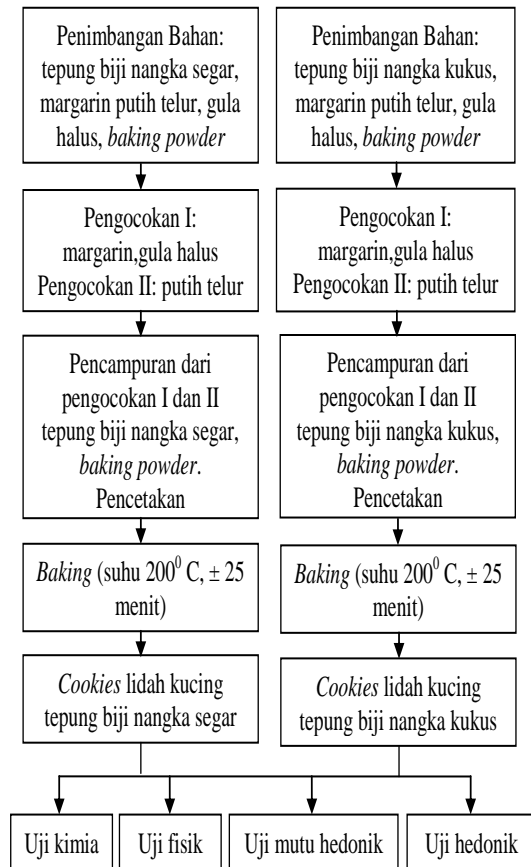 Penimbangan Bahan:
tepung biji nangka segar,
margarin putih telur, gula
halus, baking powder
Pengocokan I:
margarin,gula halus
Pengocokan II: putih telur
Pencampuran dari
pengocokan I dan II
tepung biji nangka segar,
baking powder.
Pencetakan
Baking (suhu 200⁰ C, ± 25
menit)
Cookies lidah kucing
tepung biji nangka segar
Penimbangan Bahan:
tepung biji nangka kukus,
margarin putih telur, gula
halus, baking powder
Pengocokan I:
margarin,gula halus
Pengocokan II: putih telur
Pencampuran dari
pengocokan I dan II
tepung biji nangka kukus,
baking powder.
Pencetakan
Baking (suhu 200⁰ C, ± 25
menit)
Cookies lidah kucing
tepung biji nangka kukus
Uji kimia
Uji fisik
Uji mutu hedonik
Uji hedonik